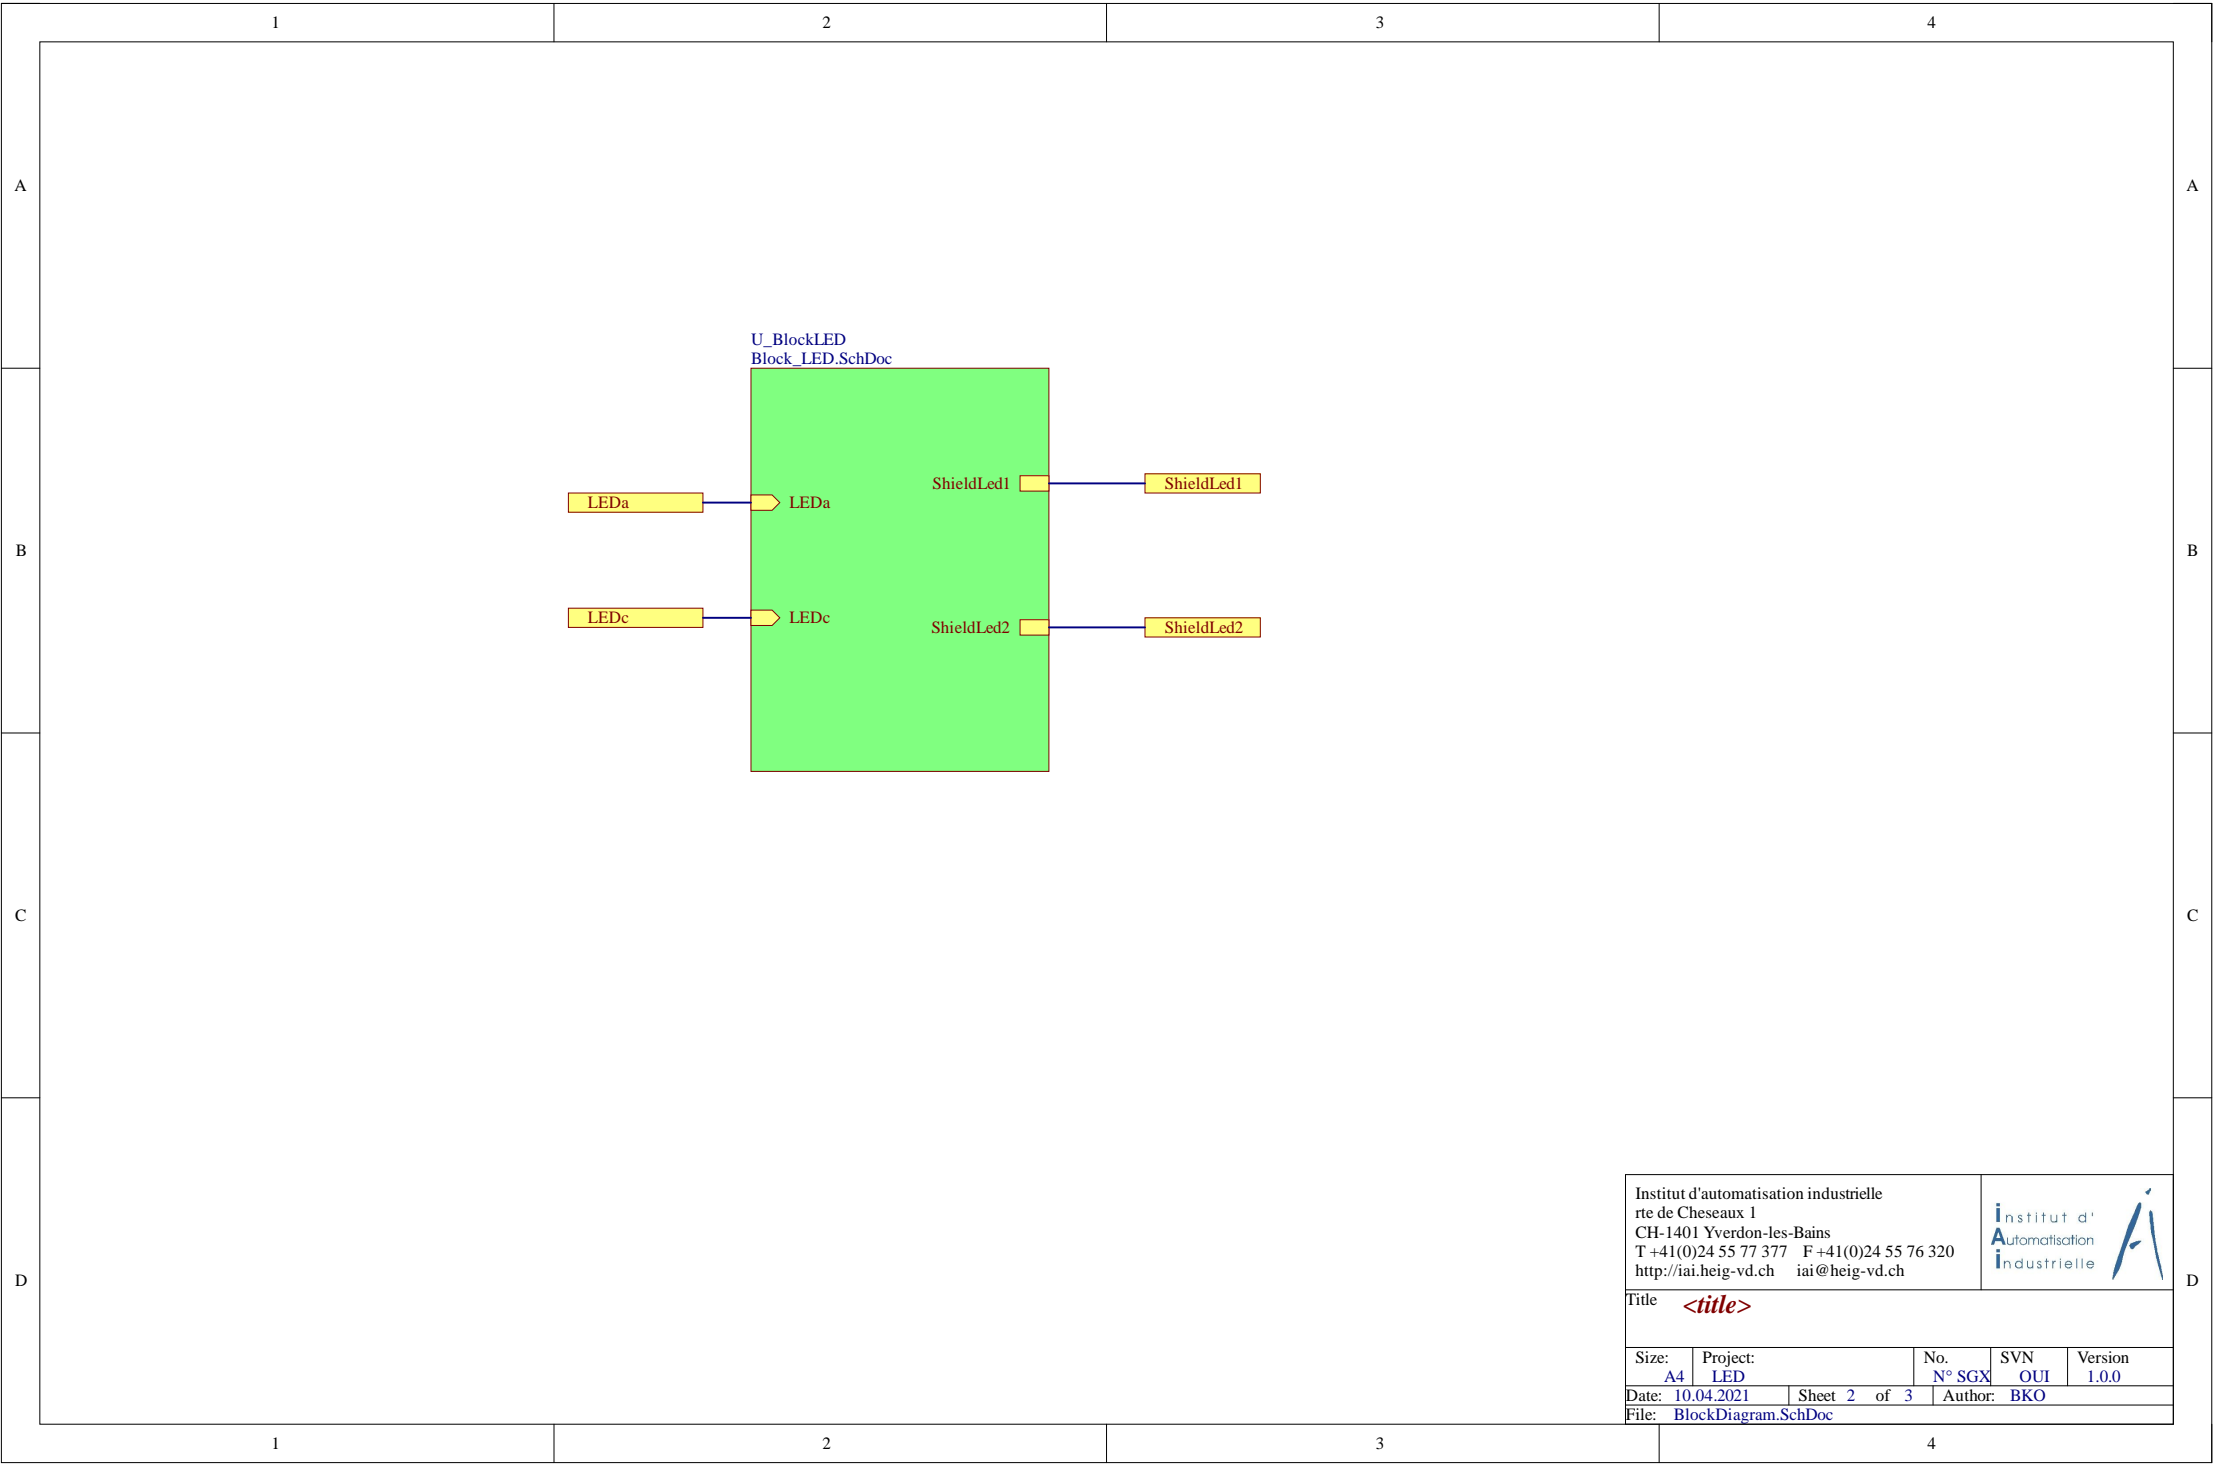 1 2 3 4
A A
U_BlockLED
Block_LED.SchDoc
ShieldLed1 ShieldLed1
LEDa LEDa
B B
LEDc LEDc
ShieldLed2 ShieldLed2
C C
Institut d'automatisation industrielle
rte de Cheseaux 1
CH-1401 Yverdon-les-Bains
T +41(0)24 55 77 377 F +41(0)24 55 76 320
http://iai.heig-vd.ch iai@heig-vd.ch
institut d'
Automatisation
industrielle
D D
Title <title>
Size: Project: No. SVN Version
A4 LED N° SGX OUI 1.0.0
Date: 10.04.2021 Sheet 2 of 3 Author: BKO
File: BlockDiagram.SchDoc
1 2 3 4